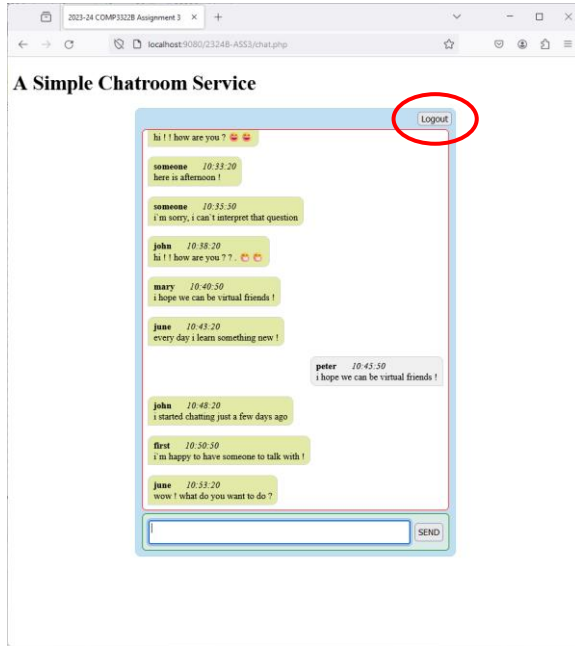 2023-24 COMP3322B Assignment 3
localhost:9080/2324B-ASS3/chat.php
A Simple Chatroom Service
Logout
hi ! ! how are you ?
someone 10:33:20
here is afternoon !
someone 10:35:50
i`m sorry, i can`t interpret that question
john 10:38:20
hi ! ! how are you ? ? .
mary 10:40:50
i hope we can be virtual friends !
june 10:43:20
every day i learn something new !
peter 10:45:50
i hope we can be virtual friends !
john 10:48:20
i started chatting just a few days ago
first 10:50:50
i`m happy to have someone to talk with !
june 10:53:20
wow ! what do you want to do ?
SEND